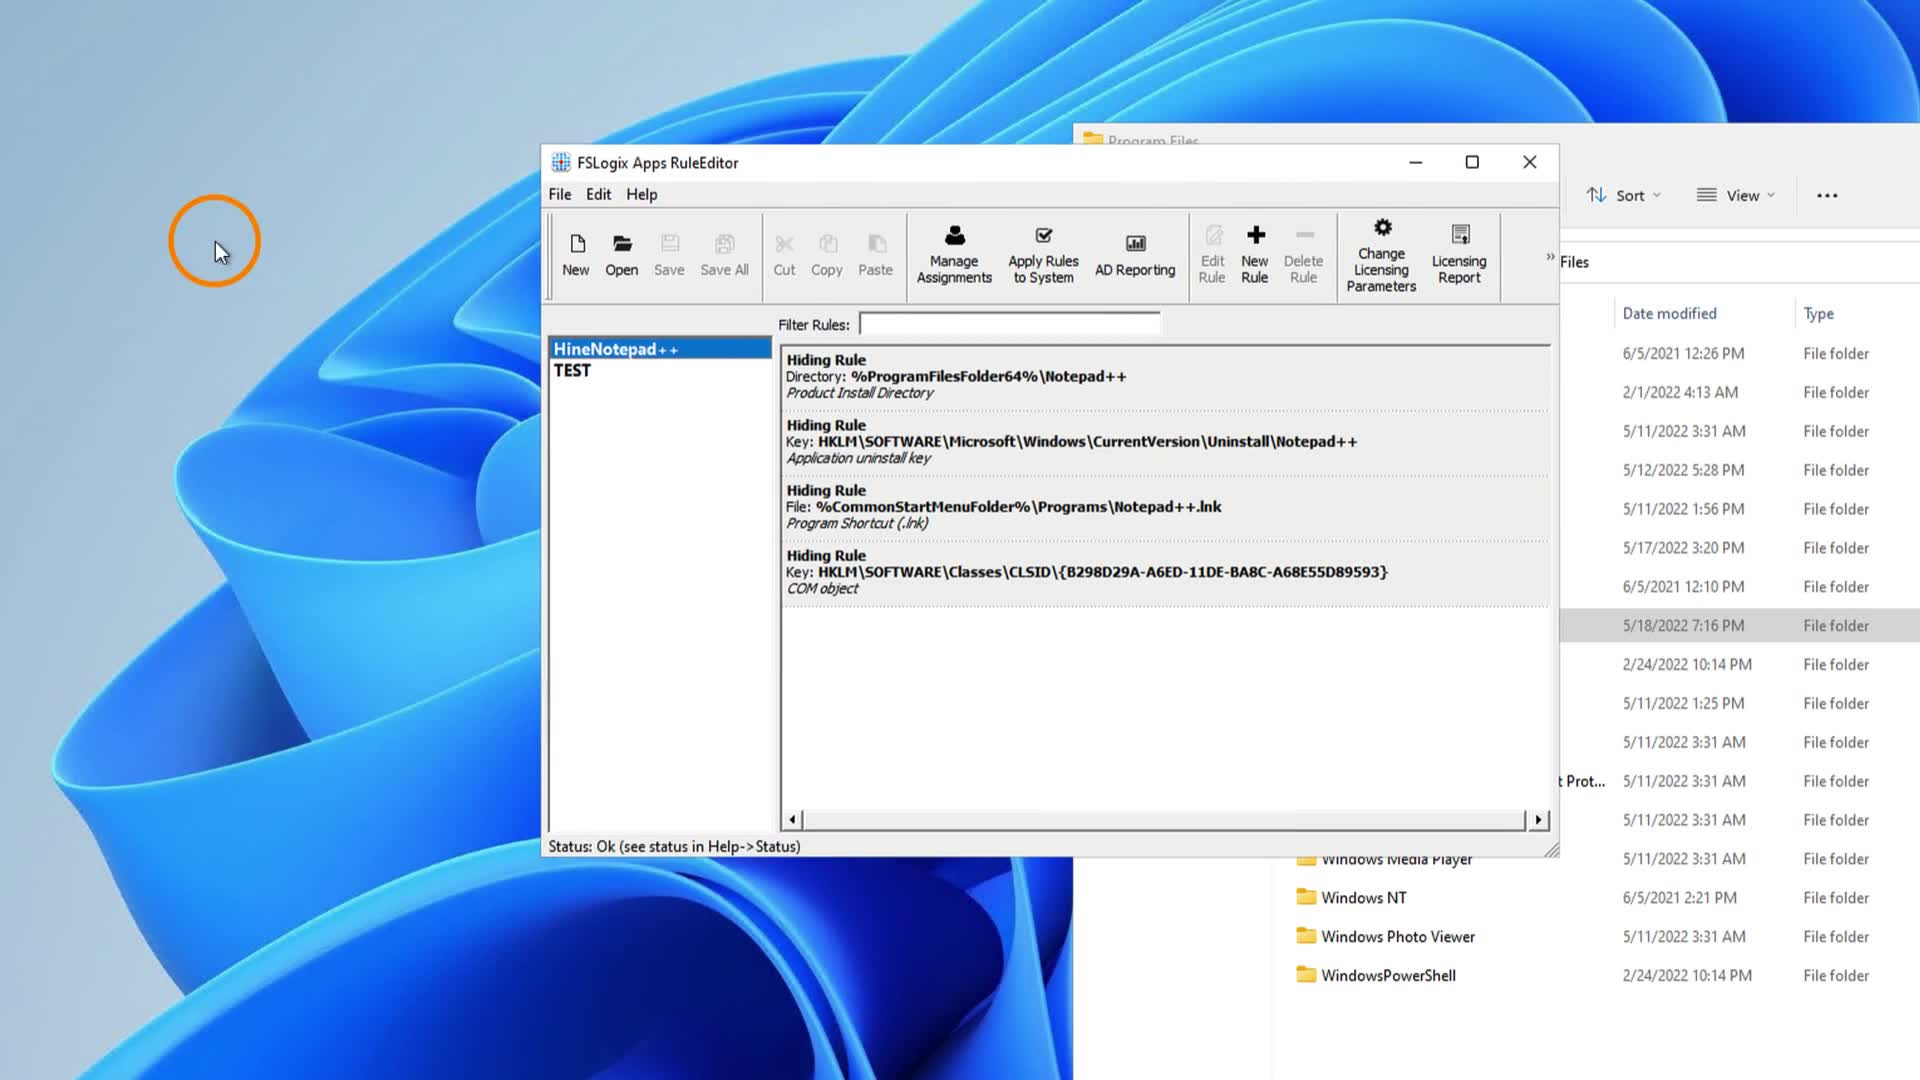 Program Files
FSLogix Apps RuleEditor
File Edit Help
Sort View
New Open Save Save All Cut Copy Paste Manage Assignments Apply Rules to System AD Reporting Edit Rule New Rule Delete Rule Change Licensing Parameters Licensing Report
» Files
Filter Rules:
Date modified Type
HineNotepad++
TEST
Hiding Rule
Directory: %ProgramFilesFolder64%\Notepad++
Product Install Directory
Hiding Rule
Key: HKLM\SOFTWARE\Microsoft\Windows\CurrentVersion\Uninstall\Notepad++
Application uninstall key
Hiding Rule
File: %CommonStartMenuFolder%\Programs\Notepad++.lnk
Program Shortcut (.lnk)
Hiding Rule
Key: HKLM\SOFTWARE\Classes\CLSID\{B298D29A-A6ED-11DE-BA8C-A68E55D89593}
COM object
Status: Ok (see status in Help->Status)
6/5/2021 12:26 PM File folder
2/1/2022 4:13 AM File folder
5/11/2022 3:31 AM File folder
5/12/2022 5:28 PM File folder
5/11/2022 1:56 PM File folder
5/17/2022 3:20 PM File folder
6/5/2021 12:10 PM File folder
5/18/2022 7:16 PM File folder
2/24/2022 10:14 PM File folder
5/11/2022 1:25 PM File folder
5/11/2022 3:31 AM File folder
t Prot... 5/11/2022 3:31 AM File folder
5/11/2022 3:31 AM File folder
Windows Media Player 5/11/2022 3:31 AM File folder
Windows NT 6/5/2021 2:21 PM File folder
Windows Photo Viewer 5/11/2022 3:31 AM File folder
WindowsPowerShell 2/24/2022 10:14 PM File folder